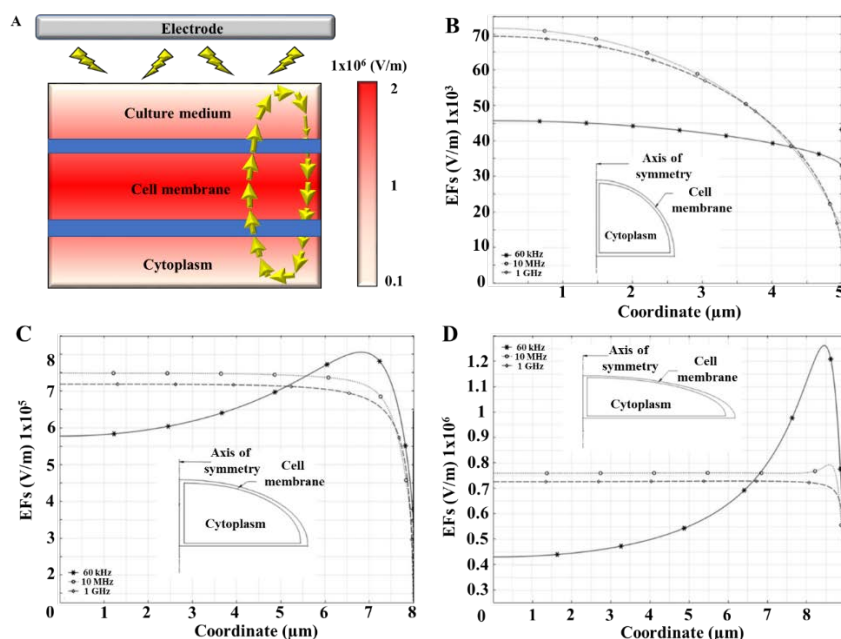 A
Electrode
1x10⁶ (V/m)
Culture medium
Cell membrane
Cytoplasm
2
1
0.1
B
EFs (V/m) 1x10³
80
70
60
50
40
30
20
10
0
Axis of
symmetry
Cell
membrane
Cytoplasm
60 kHz
10 MHz
1 GHz
1
2
3
4
5
Coordinate (µm)
C
EFs (V/m) 1x10⁵
8
7
6
5
4
3
2
1
Axis of
symmetry
Cell
membrane
Cytoplasm
60 kHz
10 MHz
1 GHz
0
1
2
3
4
5
6
7
8
Coordinate (µm)
D
EFs (V/m) 1x10⁶
60 kHz
10 MHz
1 GHz
1.2
1.1
1
0.9
0.8
0.7
0.6
0.5
0.4
0.3
Axis of
symmetry
Cell
membrane
Cytoplasm
0
1
2
3
4
5
6
7
8
Coordinate (µm)